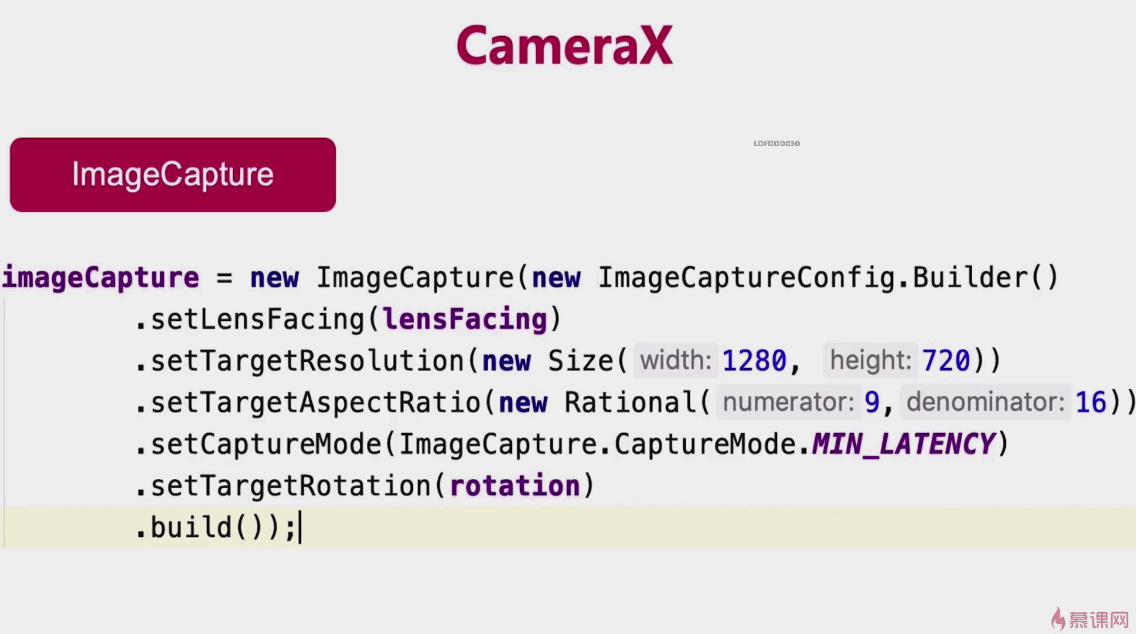 CameraX
ImageCapture
imageCapture = new ImageCapture(new ImageCaptureConfig.Builder()
.setLensFacing(lensFacing)
.setTargetResolution(new Size( width: 1280, height: 720))
.setTargetAspectRatio(new Rational( numerator: 9, denominator: 16))
.setCaptureMode(ImageCapture.CaptureMode.MIN_LATENCY)
.setTargetRotation(rotation)
.build());
慕课网